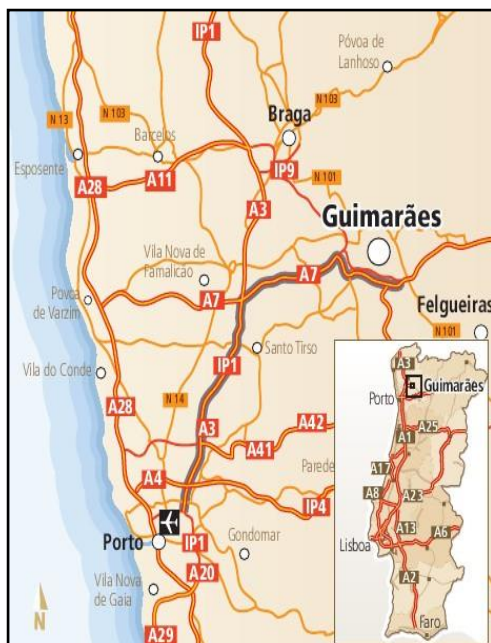 IP1
Póvoa de
Lanhoso
N 103
N 103
N 13
Braga
Barcelos
Esposente
IP9
N 101
A28
A11
A3
Guimarães
Vila Nova de
Famalicão
A7
A7
Povoa
de Varzim
Felgueiras
N 101
Santo Tirso
IP1
Vila do Conde
N 14
A28
A3
A42
A41
A4
Parede
IP4
Porto
IP1
Gondomar
A20
Vila Nova
de Gaia
A29
N
A3
Guimarães
Porto
A25
A1
A17
A8
A23
A13
A6
Lisboa
A2
Faro